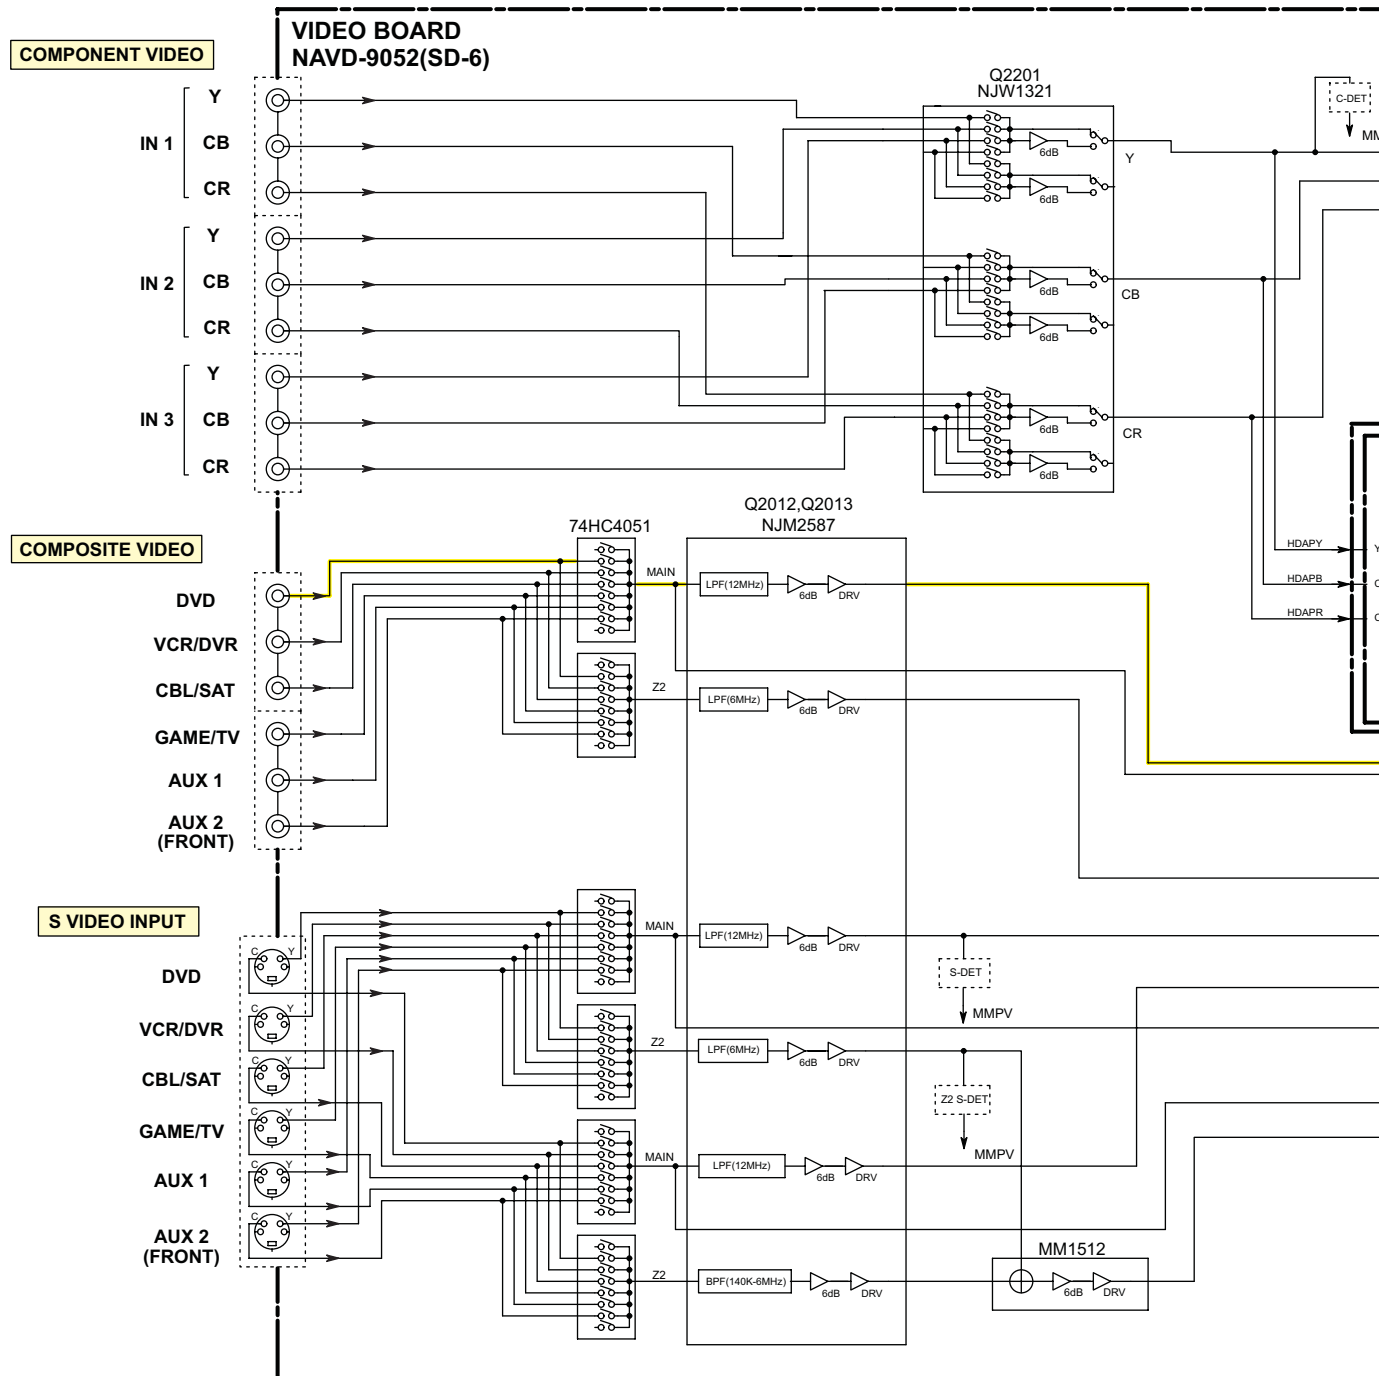 VIDEO BOARD
NAVD-9052(SD-6)
COMPONENT VIDEO
Q2201
NJW1321
C-DET
MM
IN 1
Y
CB
CR
IN 2
Y
CB
CR
IN 3
Y
CB
CR
6dB
6dB
Y
6dB
6dB
CB
6dB
6dB
CR
HDAPY
Y
HDAPB
C
HDAPR
C
COMPOSITE VIDEO
DVD
VCR/DVR
CBL/SAT
GAME/TV
AUX 1
AUX 2
(FRONT)
74HC4051
Q2012,Q2013
NJM2587
MAIN
LPF(12MHz)
6dB
DRV
Z2
LPF(6MHz)
6dB
DRV
S VIDEO INPUT
DVD
C
Y
VCR/DVR
C
Y
CBL/SAT
C
Y
GAME/TV
C
Y
AUX 1
C
Y
AUX 2
(FRONT)
C
Y
MAIN
LPF(12MHz)
6dB
DRV
S-DET
MMPV
Z2
LPF(6MHz)
6dB
DRV
Z2 S-DET
MMPV
MAIN
LPF(12MHz)
6dB
DRV
Z2
BPF(140K-6MHz)
6dB
DRV
MM1512
6dB
DRV